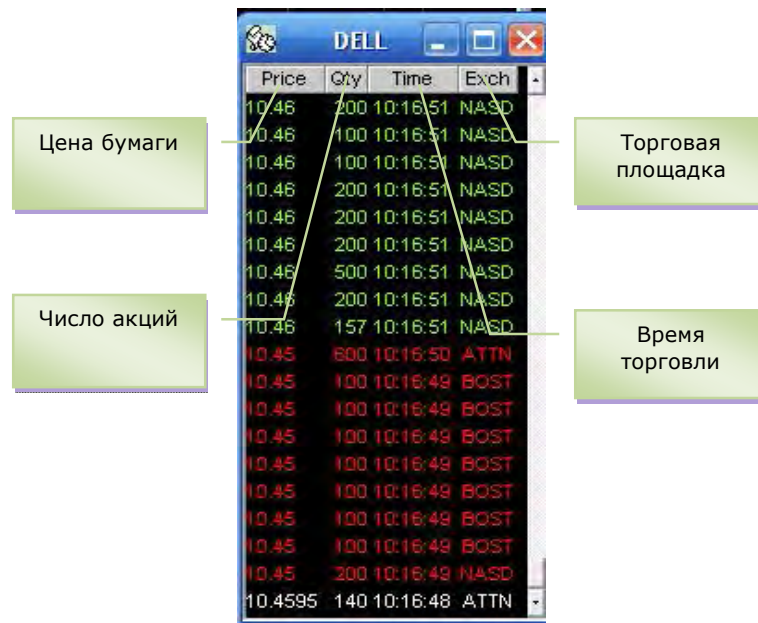 DELL
Price Qty Time Exch
10.46 200 10:16:51 NASD
10.46 100 10:16:51 NASD
10.46 100 10:16:51 NASD
10.46 200 10:16:51 NASD
10.46 200 10:16:51 NASD
10.46 200 10:16:51 NASD
10.46 500 10:16:51 NASD
10.46 200 10:16:51 NASD
10.46 157 10:16:51 NASD
10.45 600 10:16:50 ATTN
10.45 100 10:16:49 BOST
10.45 100 10:16:49 BOST
10.45 100 10:16:49 BOST
10.45 100 10:16:49 BOST
10.45 100 10:16:49 BOST
10.45 100 10:16:49 BOST
10.45 100 10:16:49 BOST
10.45 200 10:16:49 NASD
10.4595 140 10:16:48 ATTN
Цена бумаги
Число акций
Торговая
площадка
Время
торговли